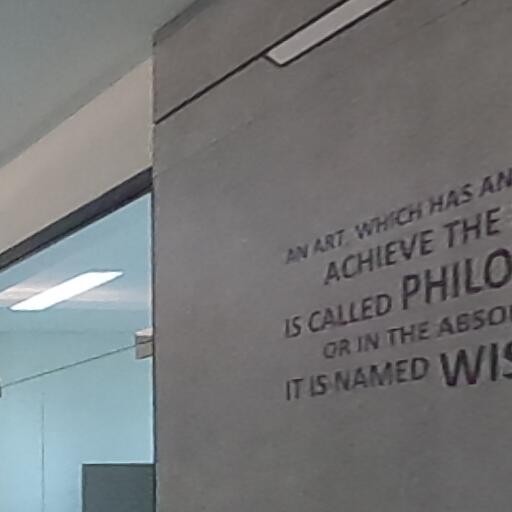 AN ART, WHICH HAS AN
ACHIEVE THE
IS CALLED PHILO
OR IN THE ABSO
IT IS NAMED WIS